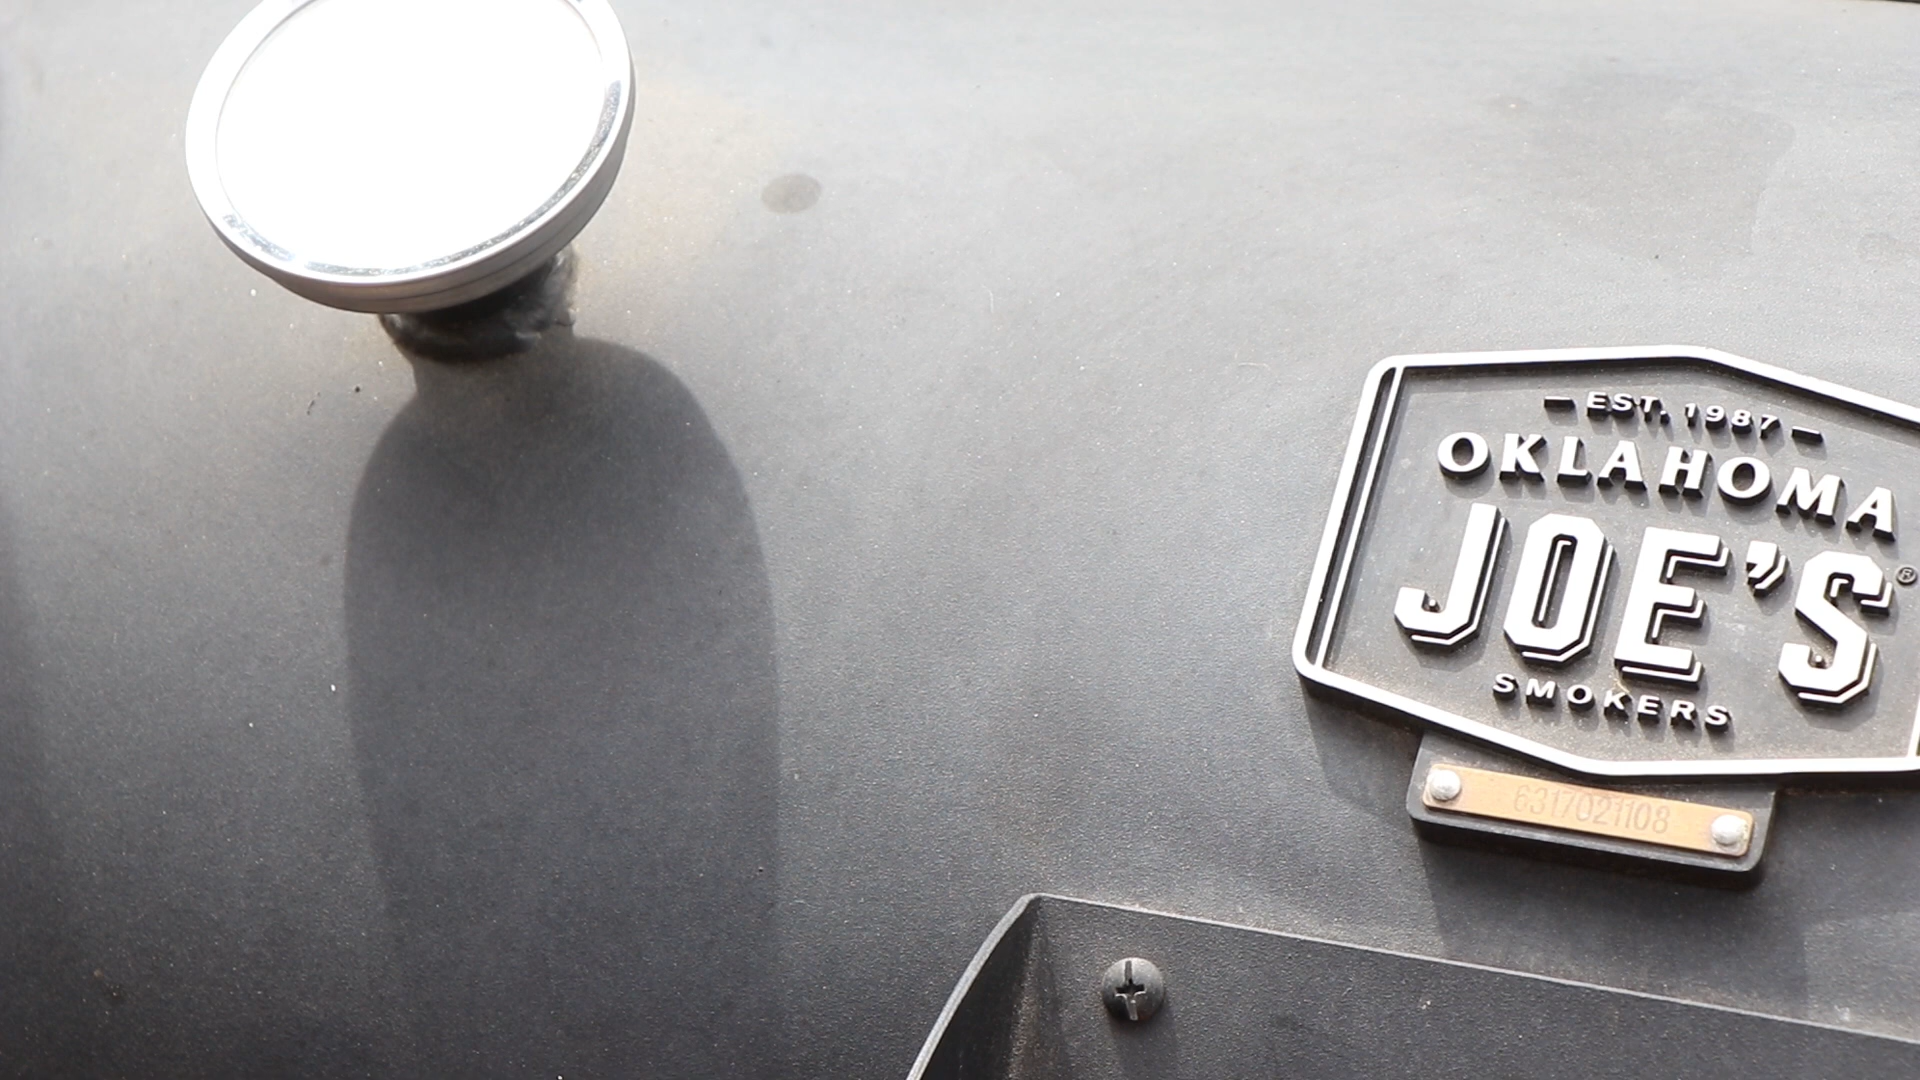 — EST. 1987 —
OKLAHOMA
JOE'S®
SMOKERS
6317021108